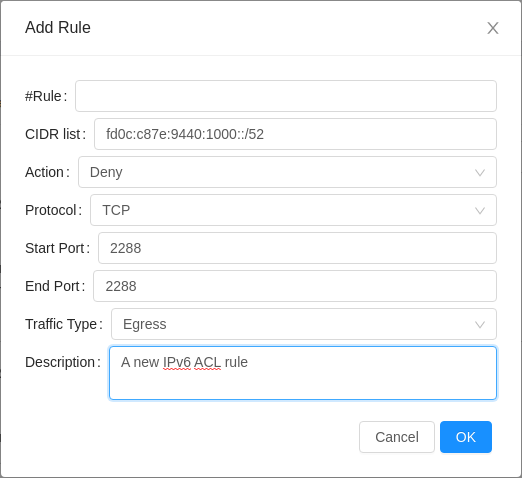 Add Rule
#Rule:
CIDR list: fd0c:c87e:9440:1000::/52
Action: Deny
Protocol: TCP
Start Port: 2288
End Port: 2288
Traffic Type: Egress
Description: A new IPv6 ACL rule
Cancel OK